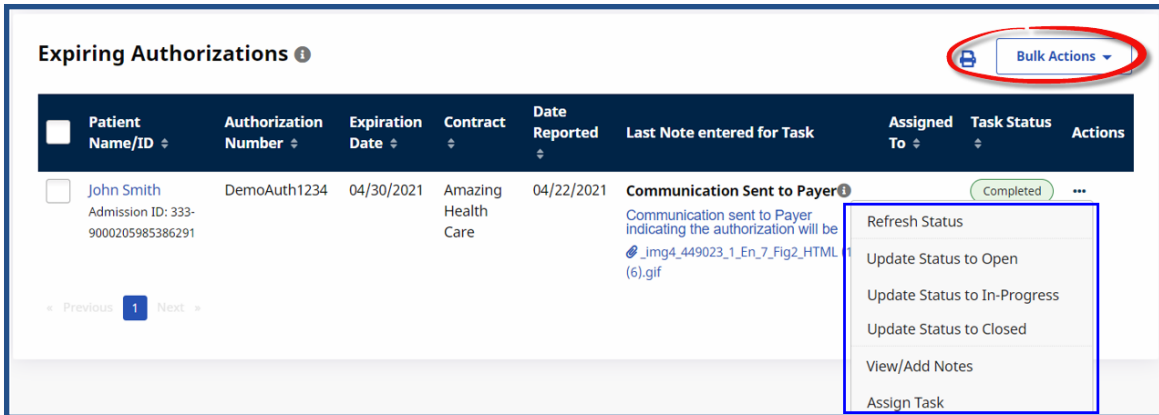 Expiring Authorizations
Bulk Actions
Patient Name/ID
Authorization Number
Expiration Date
Contract
Date Reported
Last Note entered for Task
Assigned To
Task Status
Actions
John Smith
Admission ID: 333-
9000205985386291
DemoAuth1234
04/30/2021
Amazing
Health
Care
04/22/2021
Communication Sent to Payer
Communication sent to Payer
indicating the authorization will be
_img4_449023_1_En_7_Fig2_HTML (1
(6).gif
Completed
•••
Refresh Status
Update Status to Open
Update Status to In-Progress
Update Status to Closed
View/Add Notes
Assign Task
« Previous 1 Next »